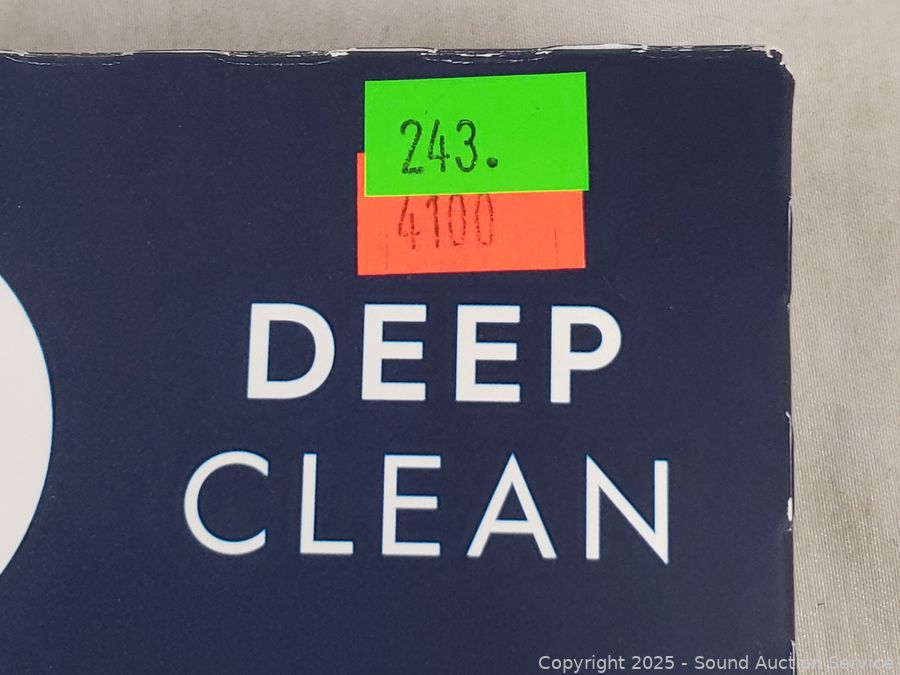 243.
4100
DEEP
CLEAN
Copyright 2025 - Sound Auction Service